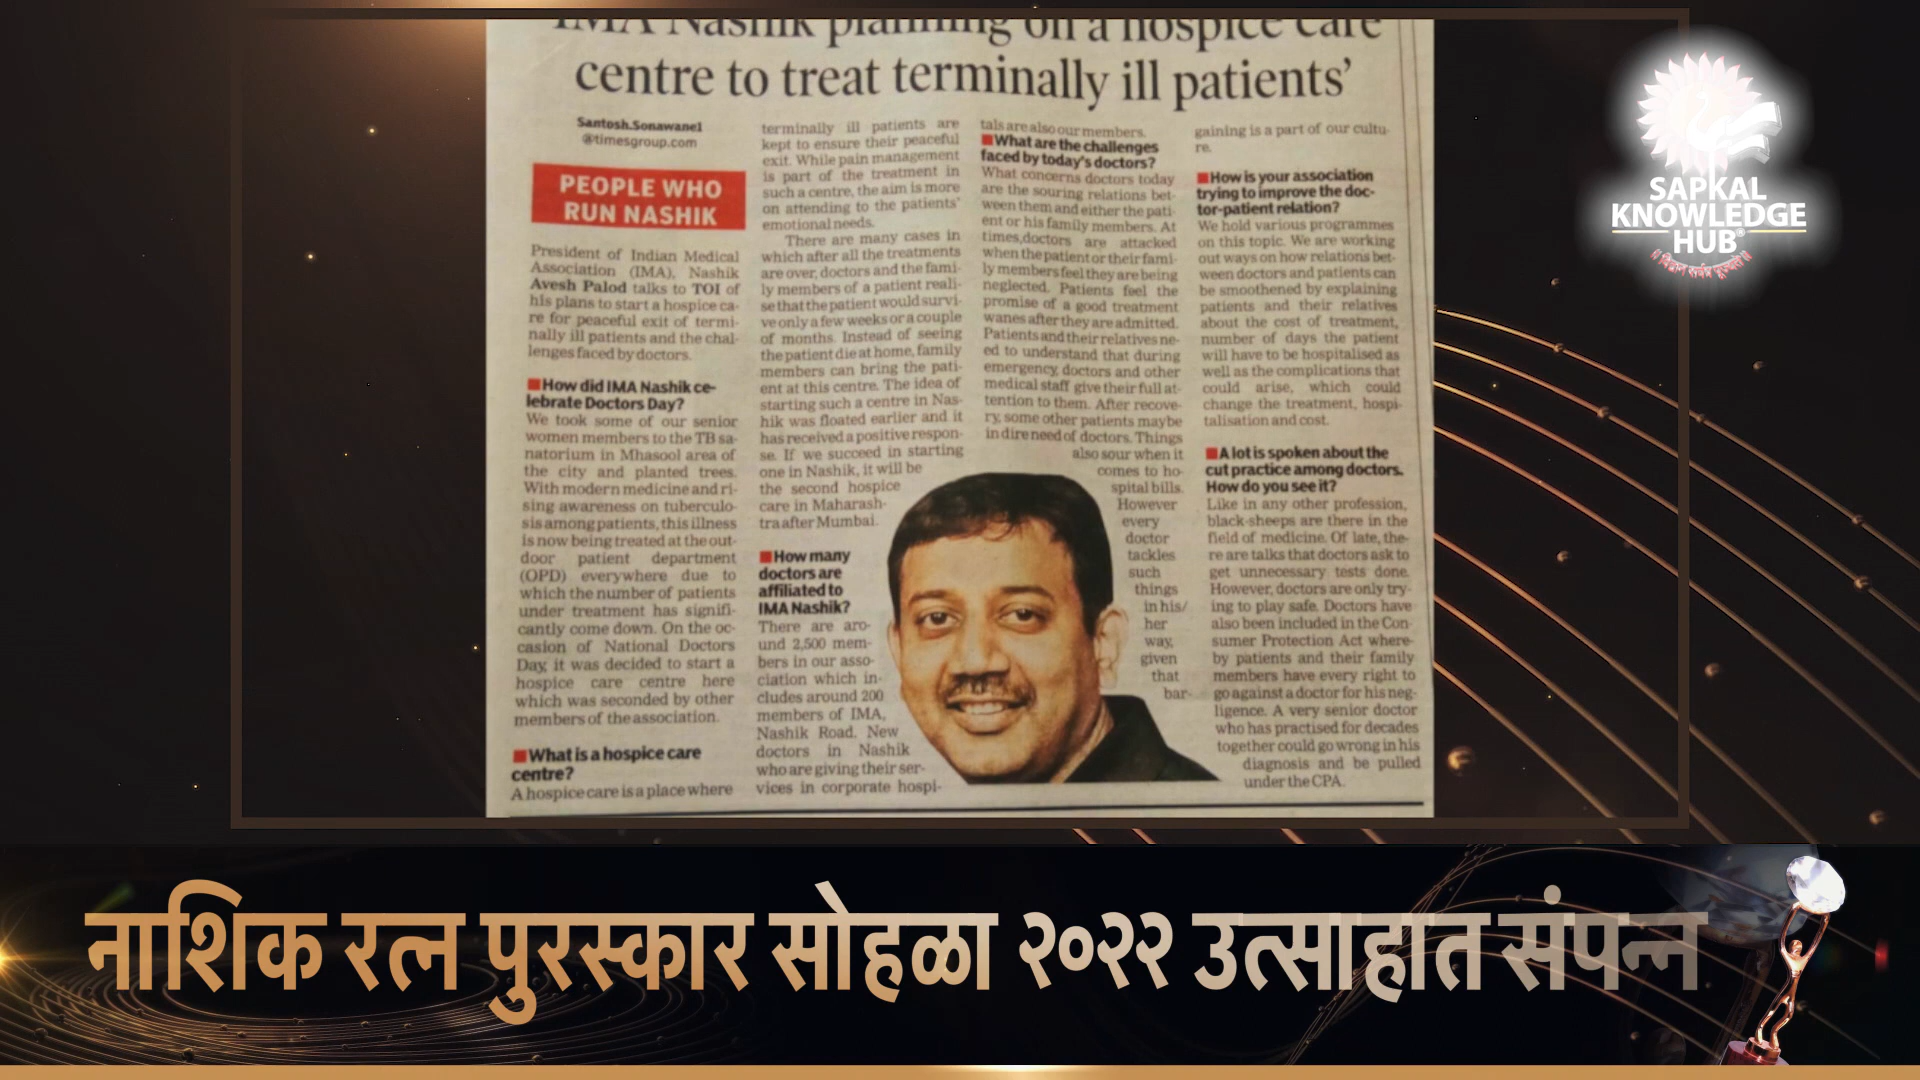 IMA Nashik planning on a hospice care
centre to treat terminally ill patients'
Santosh.Sonawane1
@timesgroup.com
PEOPLE WHO
RUN NASHIK
President of Indian Medical
Association (IMA), Nashik
Avesh Palod talks to TOI of
his plans to start a hospice ca-
re for peaceful exit of termi-
nally ill patients and the chal-
lenges faced by doctors.
How did IMA Nashik ce-
lebrate Doctors Day?
We took some of our senior
women members to the TB sa-
natorium in Mhasool area of
the city and planted trees.
With modern medicine and ri-
sing awareness on tuberculo-
sis among patients, this illness
is now being treated at the out-
door patient department
(OPD) everywhere due to
which the number of patients
under treatment has signifi-
cantly come down. On the oc-
casion of National Doctors
Day, it was decided to start a
hospice care centre here
which was seconded by other
members of the association.
What is a hospice care
centre?
A hospice care is a place where
terminally ill patients are
kept to ensure their peaceful
exit. While pain management
is part of the treatment in
such a centre, the aim is more
on attending to the patients'
emotional needs.
There are many cases in
which after all the treatments
are over, doctors and the fami-
ly members of a patient reali-
se that the patient would survi-
ve only a few weeks or a couple
of months. Instead of seeing
the patient die at home, family
members can bring the pati-
ent at this centre. The idea of
starting such a centre in Nas-
hik was floated earlier and it
has received a positive respon-
se. If we succeed in starting
one in Nashik, it will be
the second hospice
care in Maharash-
tra after Mumbai.
How many
doctors are
affiliated to
IMA Nashik?
There are aro-
und 2,500 mem-
bers in our asso-
ciation which in-
cludes around 200
members of IMA,
Nashik Road. New
doctors in Nashik
who are giving their ser-
vices in corporate hospi-
tals are also our members.
What are the challenges
faced by today's doctors?
What concerns doctors today
are the souring relations bet-
ween them and either the pati-
ent or his family members. At
times, doctors are attacked
when the patient or their fami-
ly members feel they are being
neglected. Patients feel the
promise of a good treatment
wanes after they are admitted.
Patients and their relatives ne-
ed to understand that during
emergency, doctors and other
medical staff give their full at-
tention to them. After recove-
ry, some other patients maybe
in dire need of doctors. Things
also sour when it
comes to ho-
spital bills.
However
every
doctor
tackles
such
things
in his/
her
way,
given
that
bar-
gaining is a part of our cultu-
re.
How is your association
trying to improve the doc-
tor-patient relation?
We hold various programmes
on this topic. We are working
out ways on how relations bet-
ween doctors and patients can
be smoothened by explaining
patients and their relatives
about the cost of treatment,
number of days the patient
will have to be hospitalised as
well as the complications that
could arise, which could
change the treatment, hospi-
talisation and cost.
A lot is spoken about the
cut practice among doctors.
How do you see it?
Like in any other profession,
black-sheeps are there in the
field of medicine. Of late, the-
re are talks that doctors ask to
get unnecessary tests done.
However, doctors are only try-
ing to play safe. Doctors have
also been included in the Con-
sumer Protection Act where-
by patients and their family
members have every right to
go against a doctor for his neg-
ligence. A very senior doctor
who has practised for decades
together could go wrong in his
diagnosis and be pulled
under the CPA.
SAPKAL
KNOWLEDGE
HUB®
नाशिक रत्न पुरस्कार सोहळा २०२२ उत्साहात संपन्न